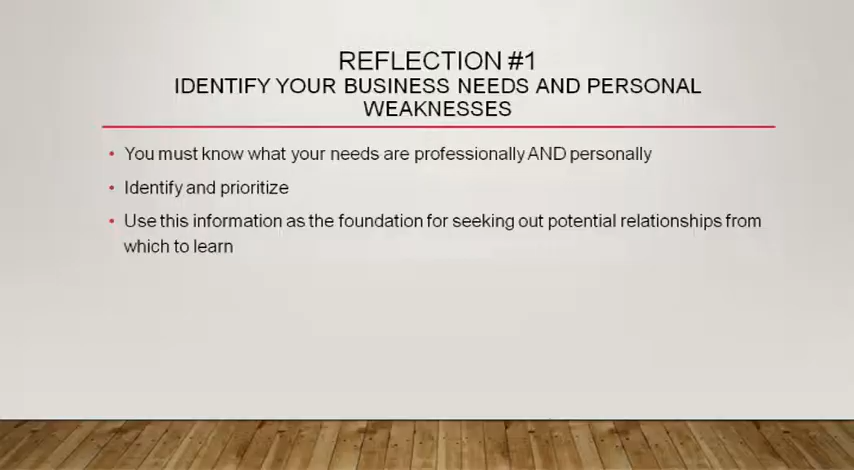 REFLECTION #1
IDENTIFY YOUR BUSINESS NEEDS AND PERSONAL
WEAKNESSES
• You must know what your needs are professionally AND personally
• Identify and prioritize
• Use this information as the foundation for seeking out potential relationships from
which to learn